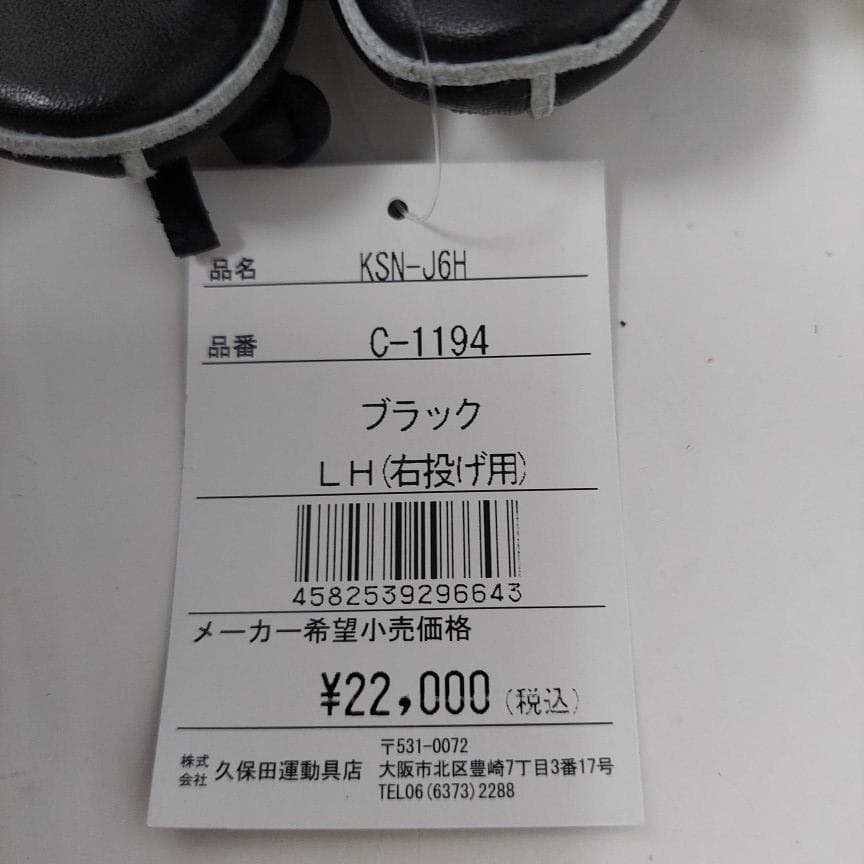 品名 KSN-J6H
品番 C-1194
ブラック
LH(右投げ用)
4582539296643
メーカー希望小売価格
¥22,000(税込)
株式会社 久保田運動具店
〒531-0072
大阪市北区豊崎7丁目3番17号
TEL06(6373)2288